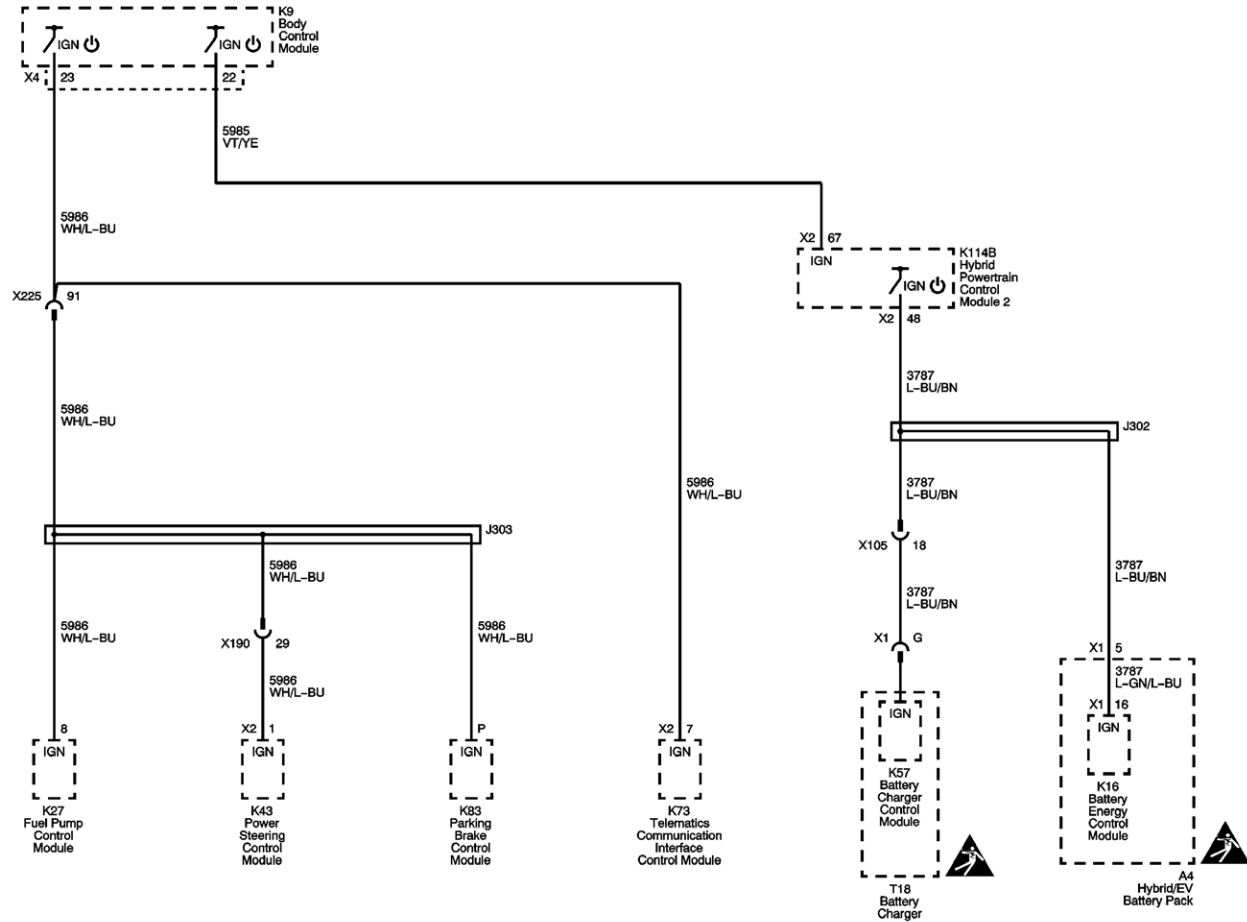 K9
Body
Control
Module
IGN
IGN
X4 23
22
5985
VT/YE
5986
WH/L-BU
X2 67
IGN
K114B
Hybrid
Powertrain
Control
Module 2
IGN
X2 48
X225 91
3787
L-BU/BN
5986
WH/L-BU
J302
5986
WH/L-BU
3787
L-BU/BN
J303
X105 18
5986
WH/L-BU
3787
L-BU/BN
3787
L-BU/BN
5986
WH/L-BU
5986
WH/L-BU
X190 29
X1 G
X1 5
5986
WH/L-BU
3787
L-GN/L-BU
X1 16
IGN
IGN
8
IGN
X2 1
IGN
P
IGN
X2 7
IGN
K27
Fuel Pump
Control
Module
K43
Power
Steering
Control
Module
K83
Parking
Brake
Control
Module
K73
Telematics
Communication
Interface
Control Module
K57
Battery
Charger
Control
Module
K16
Battery
Energy
Control
Module
T18
Battery
Charger
A4
Hybrid/EV
Battery Pack